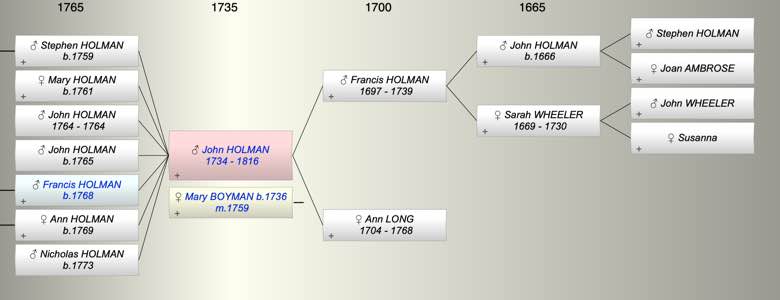 1765
1735
1700
1665
♂ Stephen HOLMAN
b.1759
+
♀ Mary HOLMAN
b.1761
+
♂ John HOLMAN
1764 - 1764
+
♂ John HOLMAN
b.1765
+
♂ Francis HOLMAN
b.1768
+
♀ Ann HOLMAN
b.1769
+
♂ Nicholas HOLMAN
b.1773
+
♂ John HOLMAN
1734 - 1816
+
♀ Mary BOYMAN b.1736
m.1759
+
♂ Francis HOLMAN
1697 - 1739
+
♀ Ann LONG
1704 - 1768
+
♂ John HOLMAN
b.1666
+
♀ Sarah WHEELER
1669 - 1730
+
♂ Stephen HOLMAN
+
♀ Joan AMBROSE
+
♂ John WHEELER
+
♀ Susanna
+